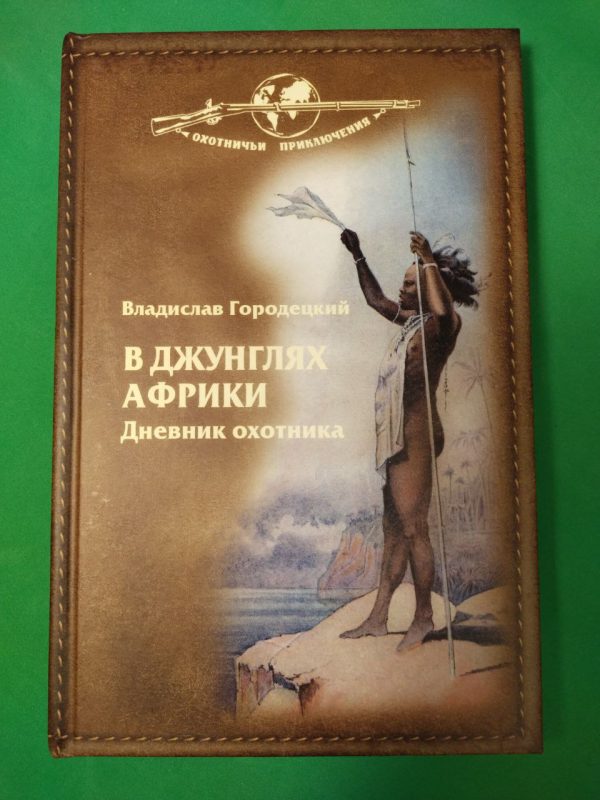 ОХОТНИЧЬИ ПРИКЛЮЧЕНИЯ
Владислав Городецкий
В ДЖУНГЛЯХ
АФРИКИ
Дневник охотника